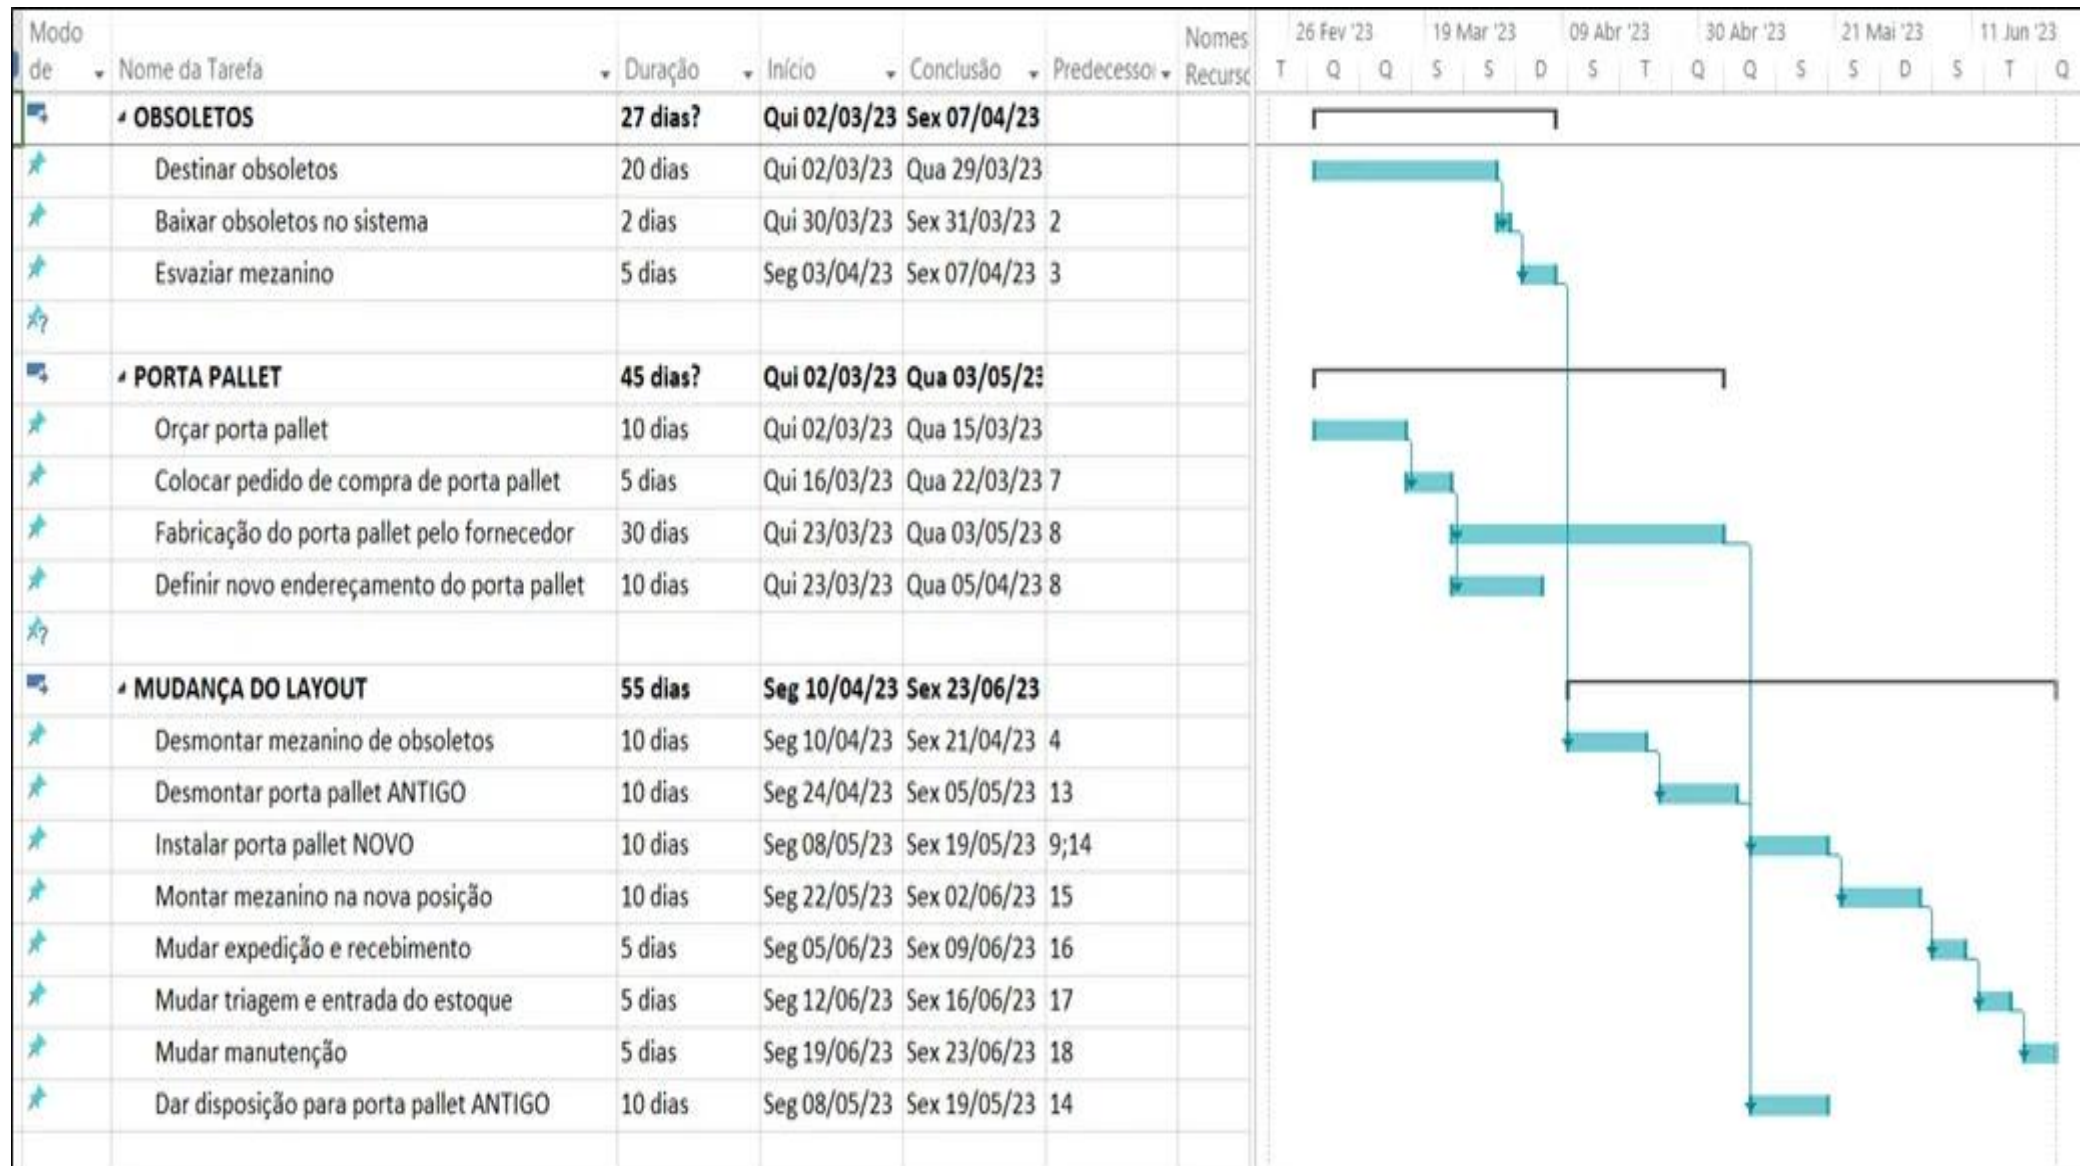 Modo de Nome da Tarefa Duração Início Conclusão Predecessor Nomes Recurso
26 Fev '23 19 Mar '23 09 Abr '23 30 Abr '23 21 Mai '23 11 Jun '23
T Q Q S S D S T Q Q S S D S T Q
OBSOLETOS 27 dias? Qui 02/03/23 Sex 07/04/23
Destinar obsoletos 20 dias Qui 02/03/23 Qua 29/03/23
Baixar obsoletos no sistema 2 dias Qui 30/03/23 Sex 31/03/23 2
Esvaziar mezanino 5 dias Seg 03/04/23 Sex 07/04/23 3
?
PORTA PALLET 45 dias? Qui 02/03/23 Qua 03/05/23
Orçar porta pallet 10 dias Qui 02/03/23 Qua 15/03/23
Colocar pedido de compra de porta pallet 5 dias Qui 16/03/23 Qua 22/03/23 7
Fabricação do porta pallet pelo fornecedor 30 dias Qui 23/03/23 Qua 03/05/23 8
Definir novo endereçamento do porta pallet 10 dias Qui 23/03/23 Qua 05/04/23 8
?
MUDANÇA DO LAYOUT 55 dias Seg 10/04/23 Sex 23/06/23
Desmontar mezanino de obsoletos 10 dias Seg 10/04/23 Sex 21/04/23 4
Desmontar porta pallet ANTIGO 10 dias Seg 24/04/23 Sex 05/05/23 13
Instalar porta pallet NOVO 10 dias Seg 08/05/23 Sex 19/05/23 9;14
Montar mezanino na nova posição 10 dias Seg 22/05/23 Sex 02/06/23 15
Mudar expedição e recebimento 5 dias Seg 05/06/23 Sex 09/06/23 16
Mudar triagem e entrada do estoque 5 dias Seg 12/06/23 Sex 16/06/23 17
Mudar manutenção 5 dias Seg 19/06/23 Sex 23/06/23 18
Dar disposição para porta pallet ANTIGO 10 dias Seg 08/05/23 Sex 19/05/23 14